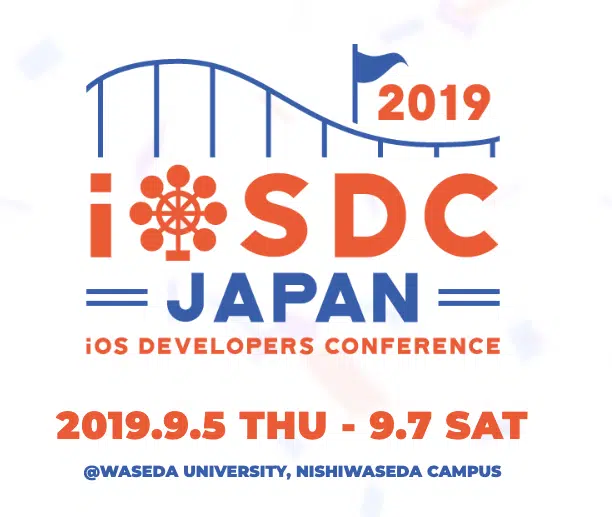 2019
iOSDC
JAPAN
iOS DEVELOPERS CONFERENCE
2019.9.5 THU - 9.7 SAT
@WASEDA UNIVERSITY, NISHIWASEDA CAMPUS